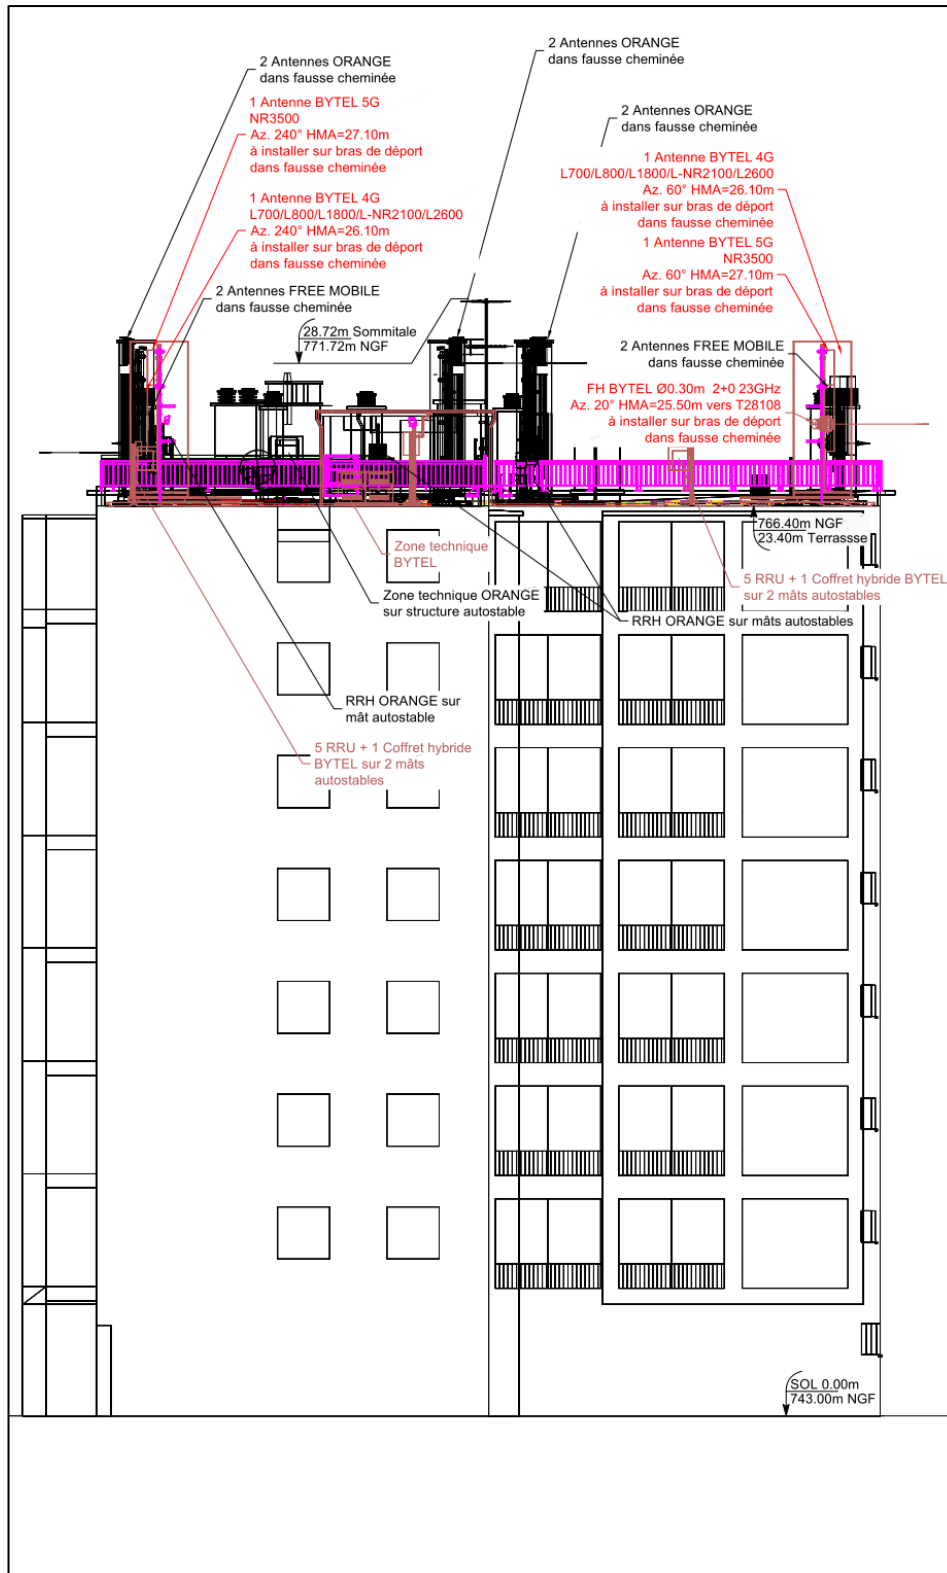 2 Antennes ORANGE
dans fausse cheminée
2 Antennes ORANGE
dans fausse cheminée
1 Antenne BYTEL 5G
NR3500
Az. 240° HMA=27.10m
à installer sur bras de déport
dans fausse cheminée
2 Antennes ORANGE
dans fausse cheminée
1 Antenne BYTEL 4G
L700/L800/L1800/L-NR2100/L2600
Az. 60° HMA=26.10m
à installer sur bras de déport
dans fausse cheminée
1 Antenne BYTEL 4G
L700/L800/L1800/L-NR2100/L2600
Az. 240° HMA=26.10m
à installer sur bras de déport
dans fausse cheminée
1 Antenne BYTEL 5G
NR3500
Az. 60° HMA=27.10m
à installer sur bras de déport
dans fausse cheminée
2 Antennes FREE MOBILE
dans fausse cheminée
28.72m Sommitale
771.72m NGF
2 Antennes FREE MOBILE
dans fausse cheminée
FH BYTEL Ø0.30m 2+0 23GHz
Az. 20° HMA=25.50m vers T28108
à installer sur bras de déport
dans fausse cheminée
766.40m NGF
23.40m Terrassse
Zone technique
BYTEL
5 RRU + 1 Coffret hybride BYTEL
sur 2 mâts autostables
Zone technique ORANGE
sur structure autostable
RRH ORANGE sur mâts autostables
RRH ORANGE sur
mât autostable
5 RRU + 1 Coffret hybride
BYTEL sur 2 mâts
autostables
SOL 0.00m
743.00m NGF